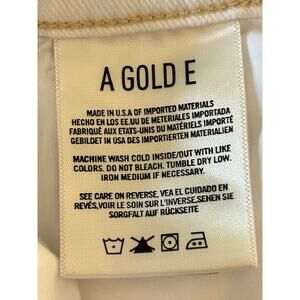 A GOLD E
MADE IN U.S.A OF IMPORTED MATERIALS
HECHO EN LOS EE.UU DE METERIALES IMPORTADA
FABRIQUÉ AUX ETATS-UNIS DU MATÉRIELS IMPORTÉ
GEBILDET IN USA DES IMPORTIERTEN MATERIALIEN
MACHINE WASH COLD INSIDE/OUT WITH LIKE
COLORS. DO NOT BLEACH. TUMBLE DRY LOW.
IRON MEDIUM IF NECESSARY.
SEE CARE ON REVERSE, VEA EL CUIDADO EN
REVÉS,VOIR LE SOIN SUR L'INVERSE,SEHEN SIE
SORGFALT AUF RÜCKSEITE